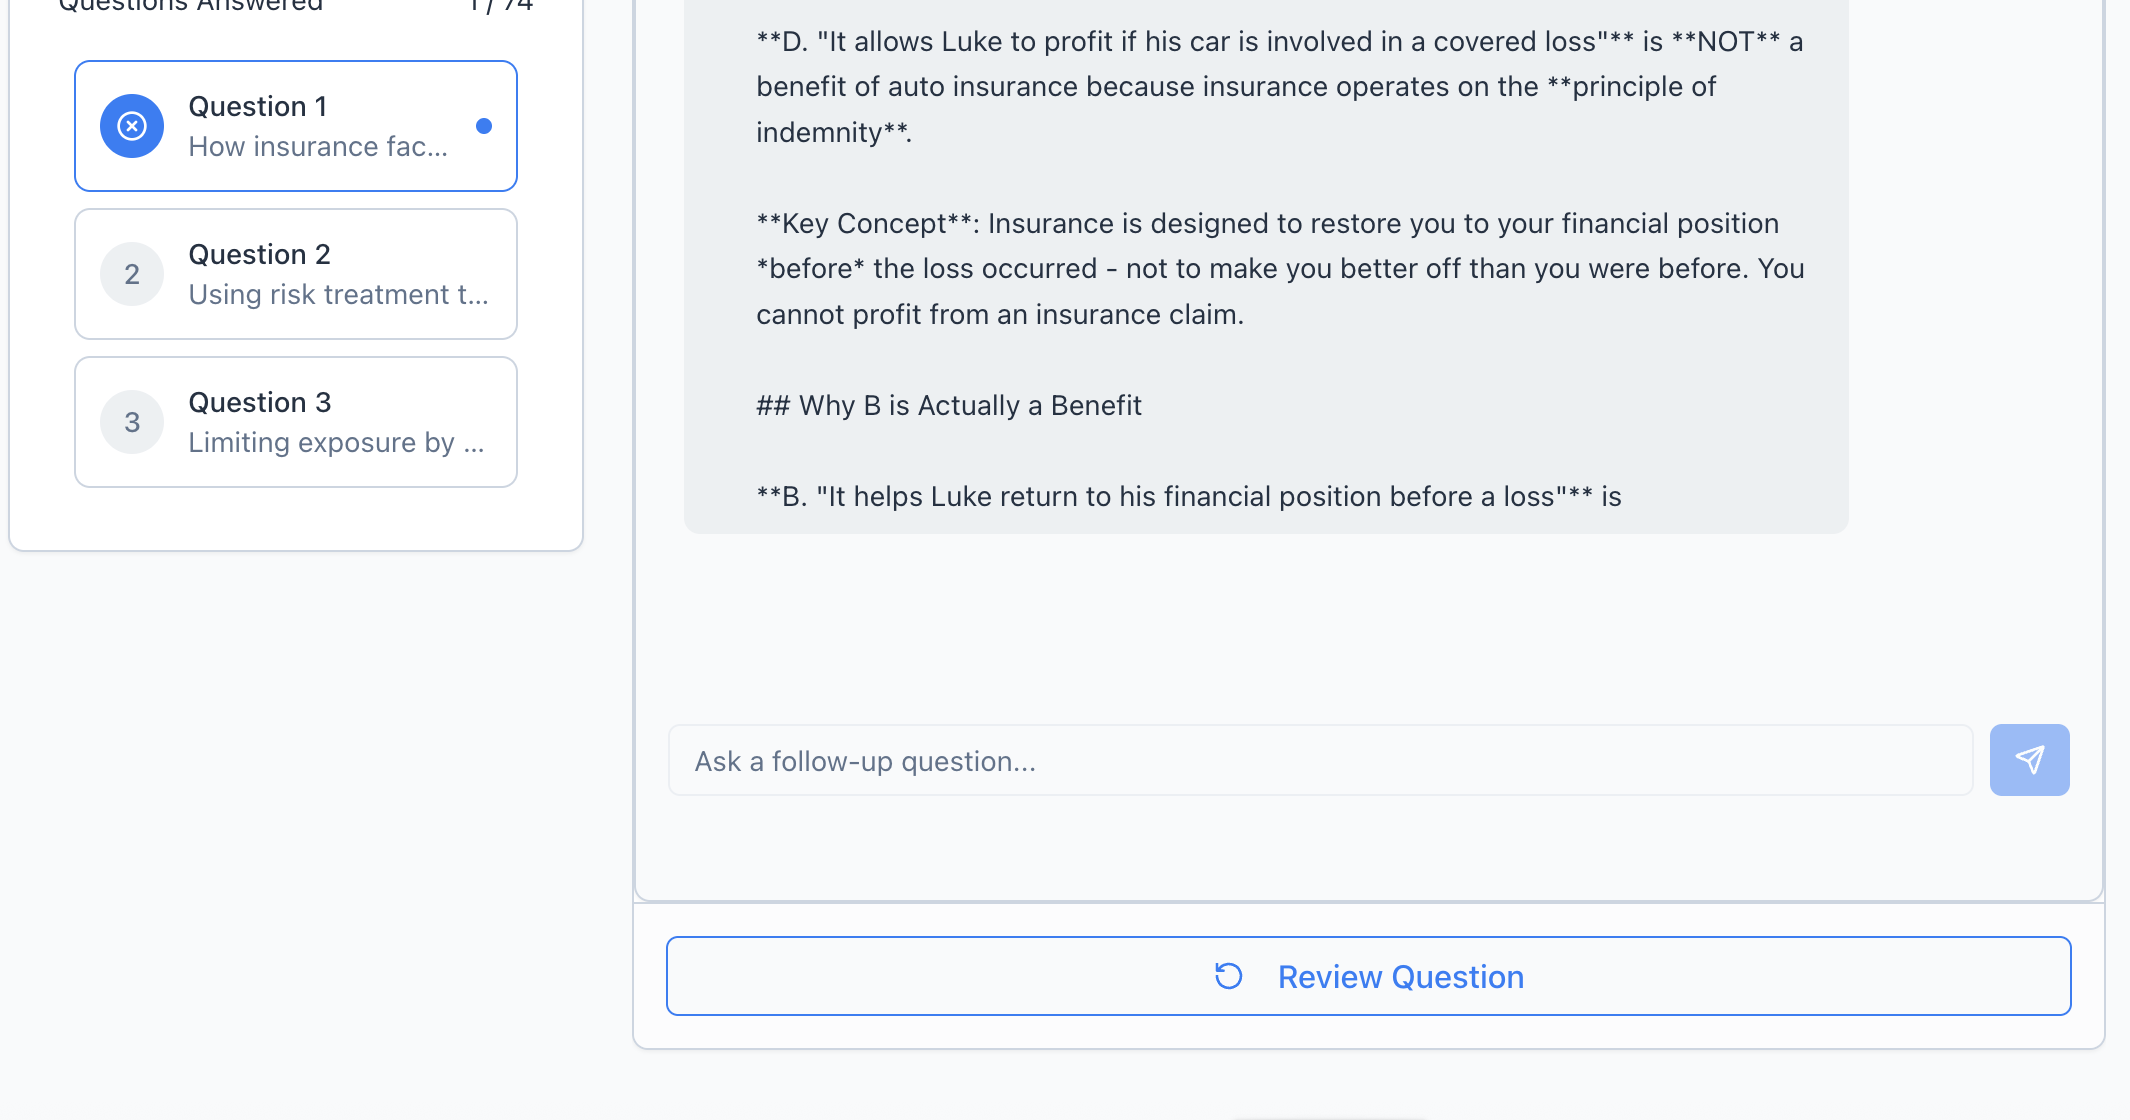 Questions Answered
1 / 74
Question 1
How insurance fac...
2
Question 2
Using risk treatment t...
3
Question 3
Limiting exposure by ...
**D. "It allows Luke to profit if his car is involved in a covered loss"** is **NOT** a
benefit of auto insurance because insurance operates on the **principle of
indemnity**.
**Key Concept**: Insurance is designed to restore you to your financial position
*before* the loss occurred - not to make you better off than you were before. You
cannot profit from an insurance claim.
## Why B is Actually a Benefit
**B. "It helps Luke return to his financial position before a loss"** is
Ask a follow-up question...
Review Question